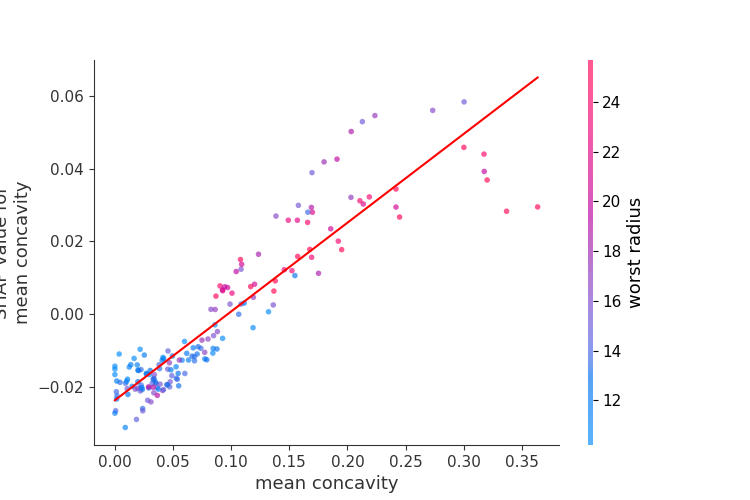 0.06
0.04
0.02
0.00
−0.02
SHAP value for
mean concavity
0.00 0.05 0.10 0.15 0.20 0.25 0.30 0.35
mean concavity
24
22
20
18
16
14
12
worst radius